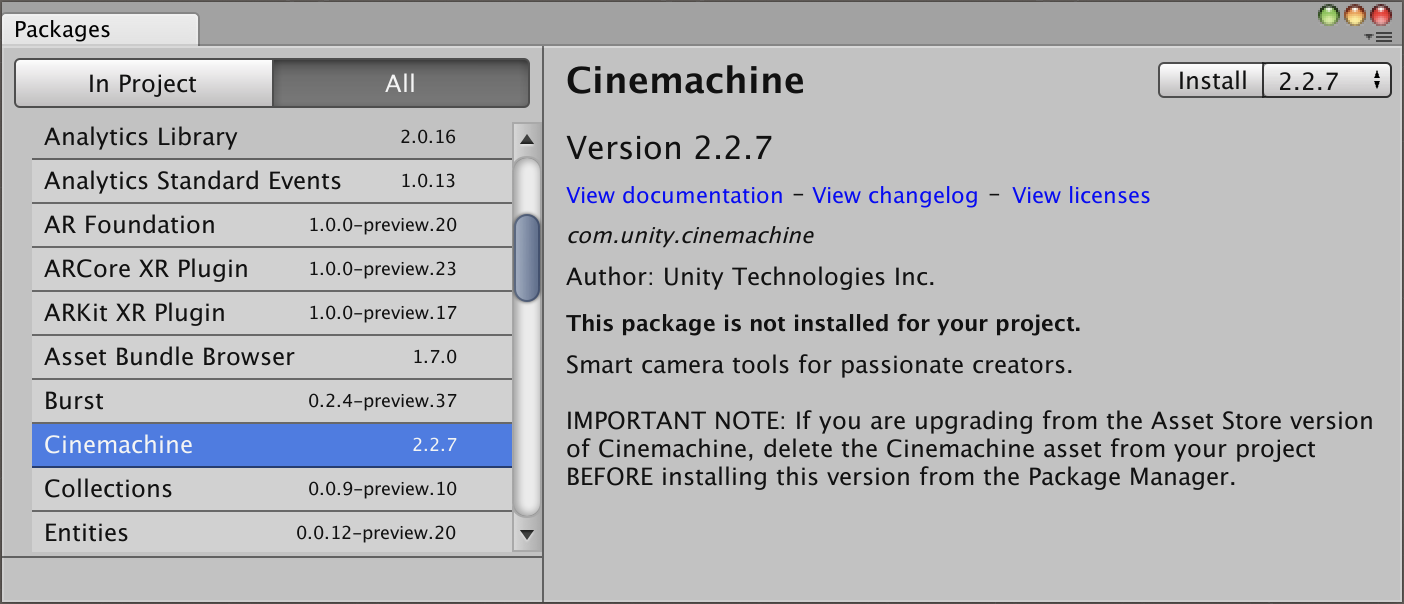 Packages
In Project All
Analytics Library 2.0.16
Analytics Standard Events 1.0.13
AR Foundation 1.0.0-preview.20
ARCore XR Plugin 1.0.0-preview.23
ARKit XR Plugin 1.0.0-preview.17
Asset Bundle Browser 1.7.0
Burst 0.2.4-preview.37
Cinemachine 2.2.7
Collections 0.0.9-preview.10
Entities 0.0.12-preview.20
Cinemachine Install 2.2.7
Version 2.2.7
View documentation - View changelog - View licenses
com.unity.cinemachine
Author: Unity Technologies Inc.
This package is not installed for your project.
Smart camera tools for passionate creators.
IMPORTANT NOTE: If you are upgrading from the Asset Store version
of Cinemachine, delete the Cinemachine asset from your project
BEFORE installing this version from the Package Manager.